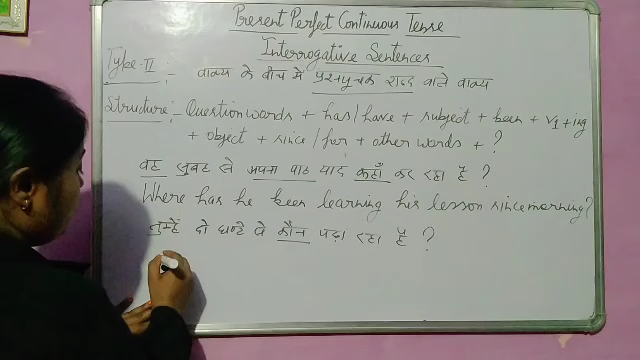 Present Perfect Continuous Tense
Interrogative Sentences
Type-II :- वाक्य के बीच में प्रश्नसूचक शब्द वाले वाक्य
Structure:- Question words + has/have + subject + been + V1+ing
+ object + since/for + other words + ?
वह सुबह से अपना पाठ याद कहाँ कर रहा है ?
Where has he been learning his lesson since morning?
तुम्हें दो घण्टे से कौन पढ़ा रहा है ?